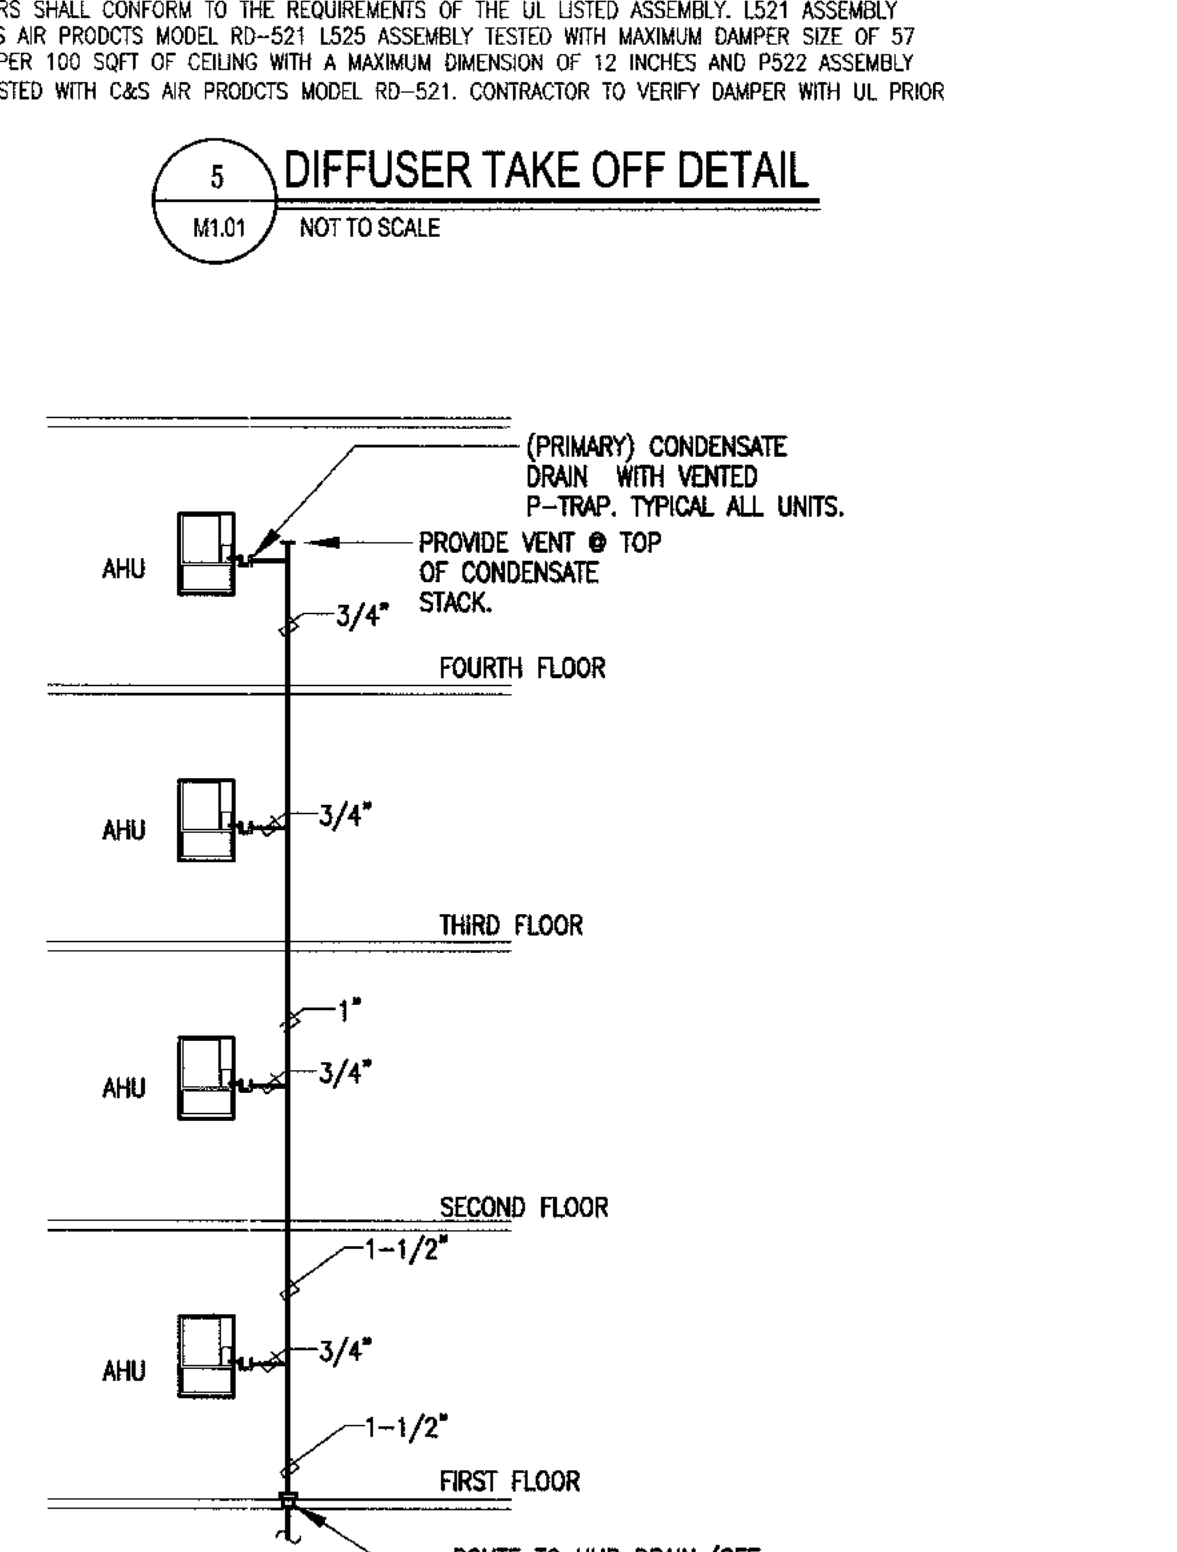 RS SHALL CONFORM TO THE REQUIREMENTS OF THE UL LISTED ASSEMBLY. L521 ASSEMBLY
S AIR PRODCTS MODEL RD-521 L525 ASSEMBLY TESTED WITH MAXIMUM DAMPER SIZE OF 57
PER 100 SQFT OF CEILING WITH A MAXIMUM DIMENSION OF 12 INCHES AND P522 ASSEMBLY
STED WITH C&S AIR PRODCTS MODEL RD-521. CONTRACTOR TO VERIFY DAMPER WITH UL PRIOR
5
M1.01
DIFFUSER TAKE OFF DETAIL
NOT TO SCALE
(PRIMARY) CONDENSATE
DRAIN WITH VENTED
P-TRAP. TYPICAL ALL UNITS.
PROVIDE VENT @ TOP
OF CONDENSATE
STACK.
AHU
3/4"
FOURTH FLOOR
3/4"
AHU
THIRD FLOOR
1"
3/4"
AHU
SECOND FLOOR
1-1/2"
3/4"
AHU
1-1/2"
FIRST FLOOR